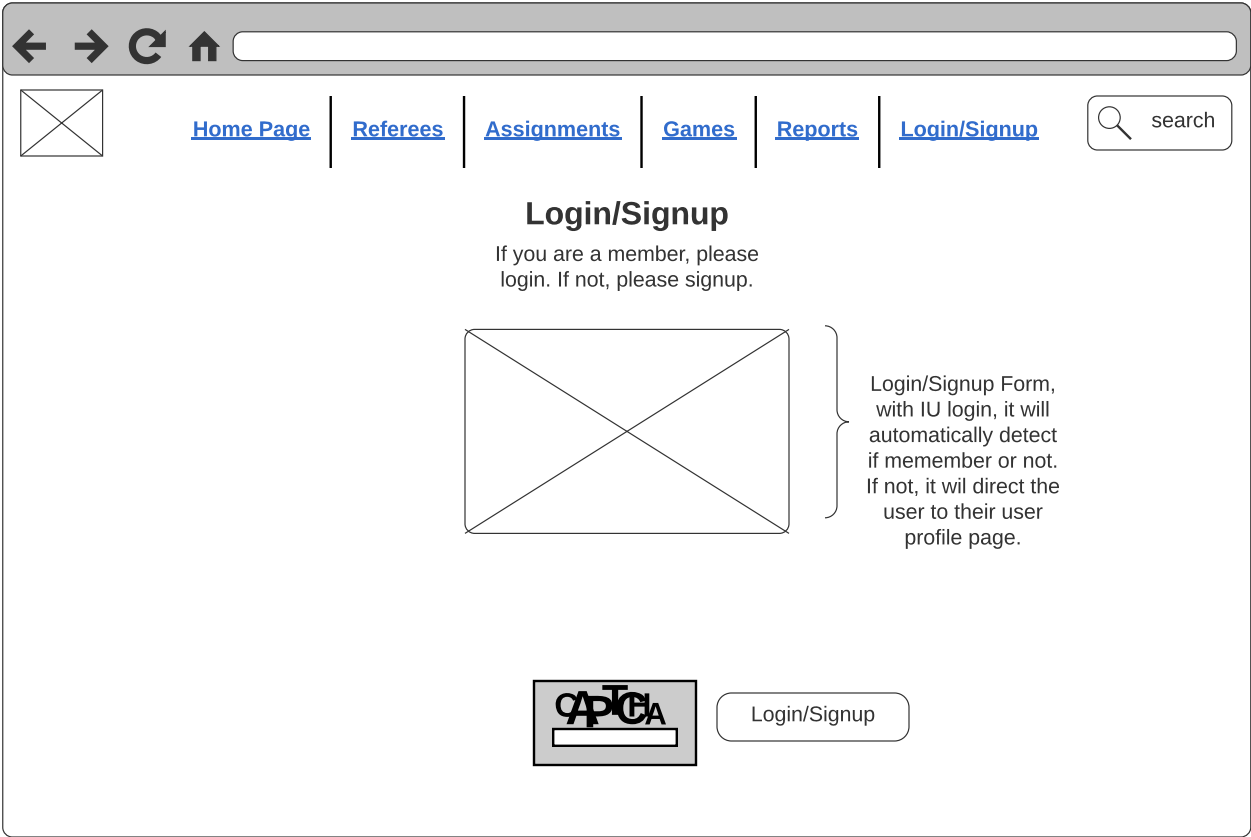 Home Page
Referees
Assignments
Games
Reports
Login/Signup
search
Login/Signup
If you are a member, please
login. If not, please signup.
Login/Signup Form,
with IU login, it will
automatically detect
if memember or not.
If not, it wil direct the
user to their user
profile page.
CAPTCHA
Login/Signup